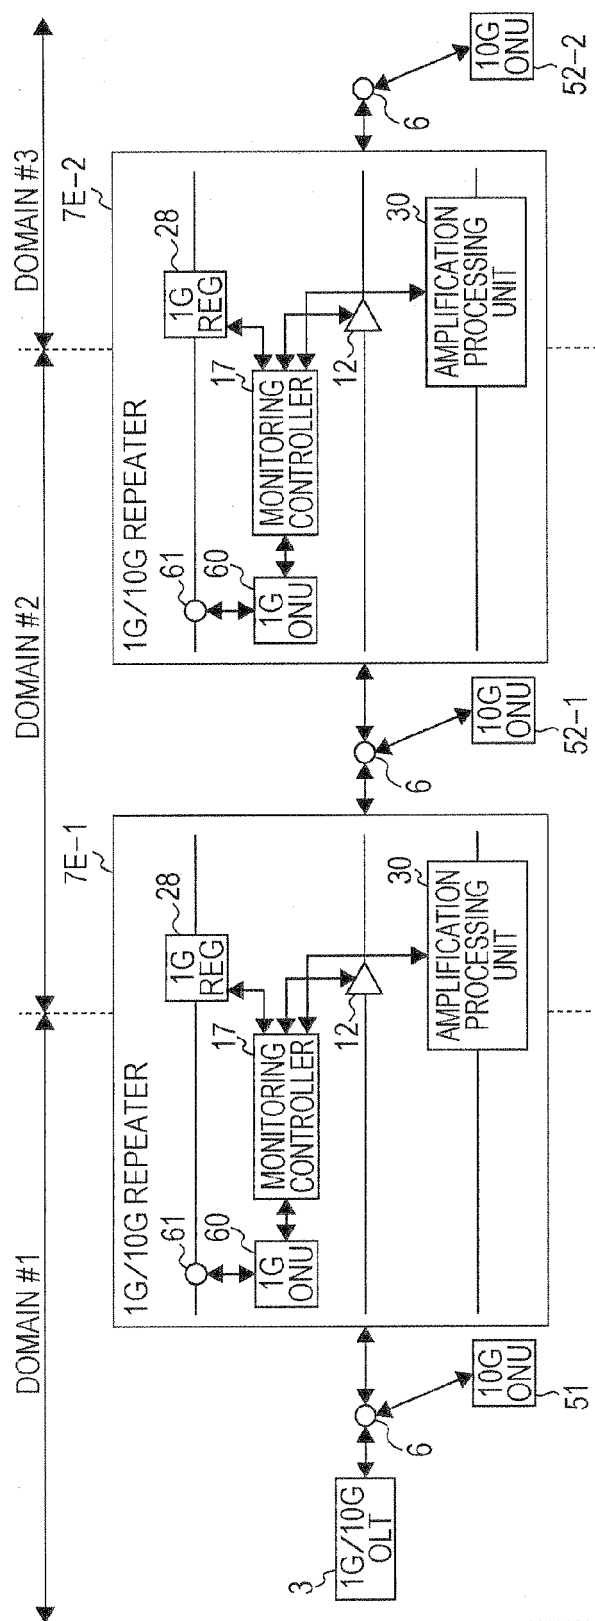 DOMAIN #1
DOMAIN #2
DOMAIN #3
3
1G/10G
OLT
6
10G
ONU
51
7E-1
1G/10G REPEATER
61
60
1G
ONU
17
MONITORING
CONTROLLER
28
1G
REG
12
30
AMPLIFICATION
PROCESSING
UNIT
6
10G
ONU
52-1
7E-2
1G/10G REPEATER
61
60
1G
ONU
17
MONITORING
CONTROLLER
28
1G
REG
12
30
AMPLIFICATION
PROCESSING
UNIT
6
10G
ONU
52-2